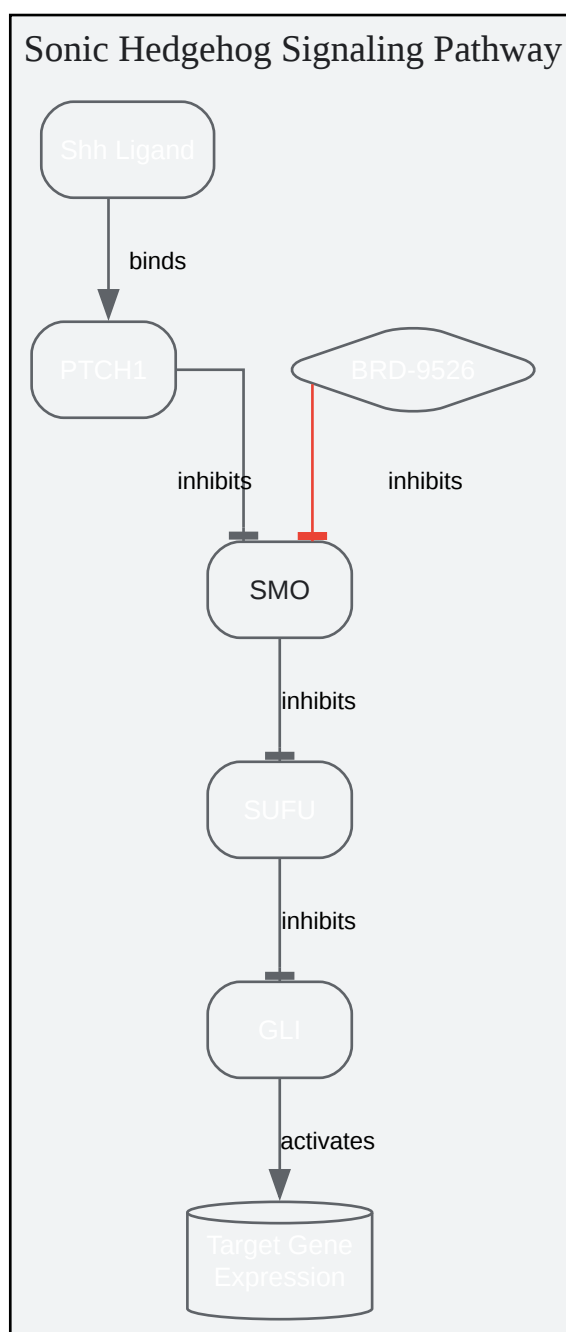 Sonic Hedgehog Signaling Pathway
Shh Ligand
binds
PTCH1
BRD-9526
inhibits
inhibits
SMO
inhibits
SUFU
inhibits
GLI
activates
Target Gene
Expression